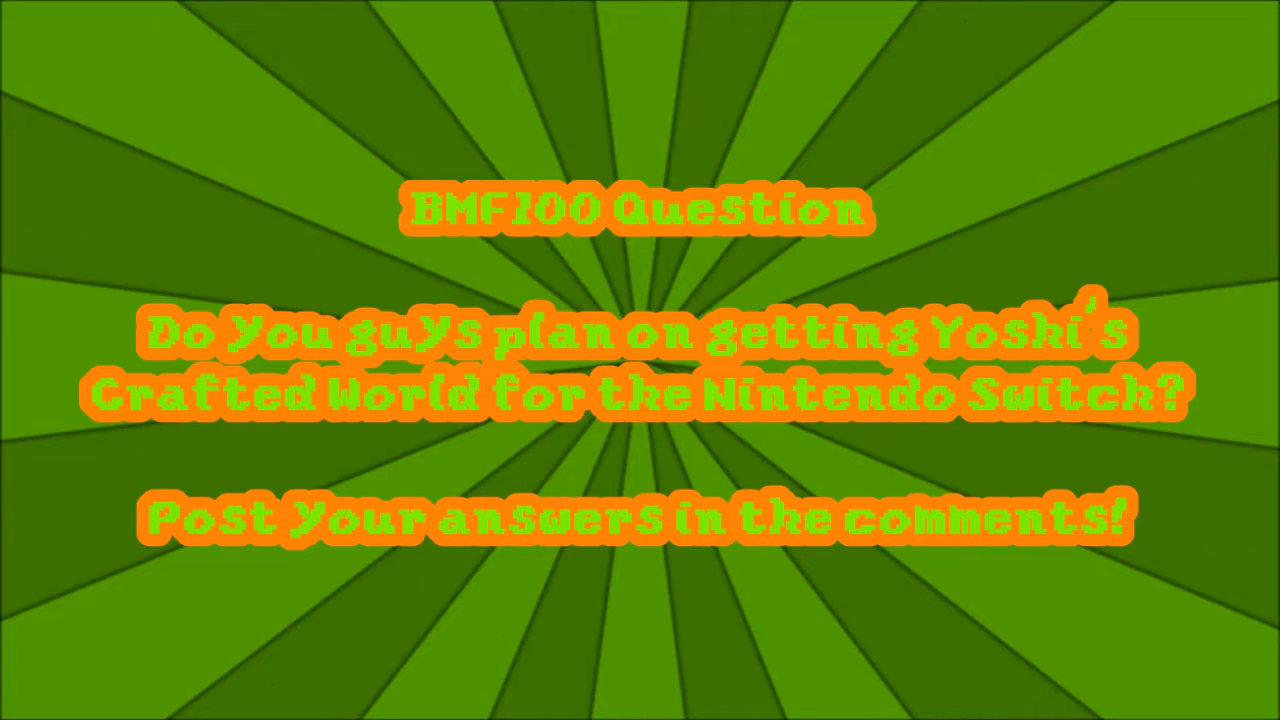 BMF100 Question
Do you guys plan on getting Yoshi's
Crafted World for the Nintendo Switch?
Post your answers in the comments!